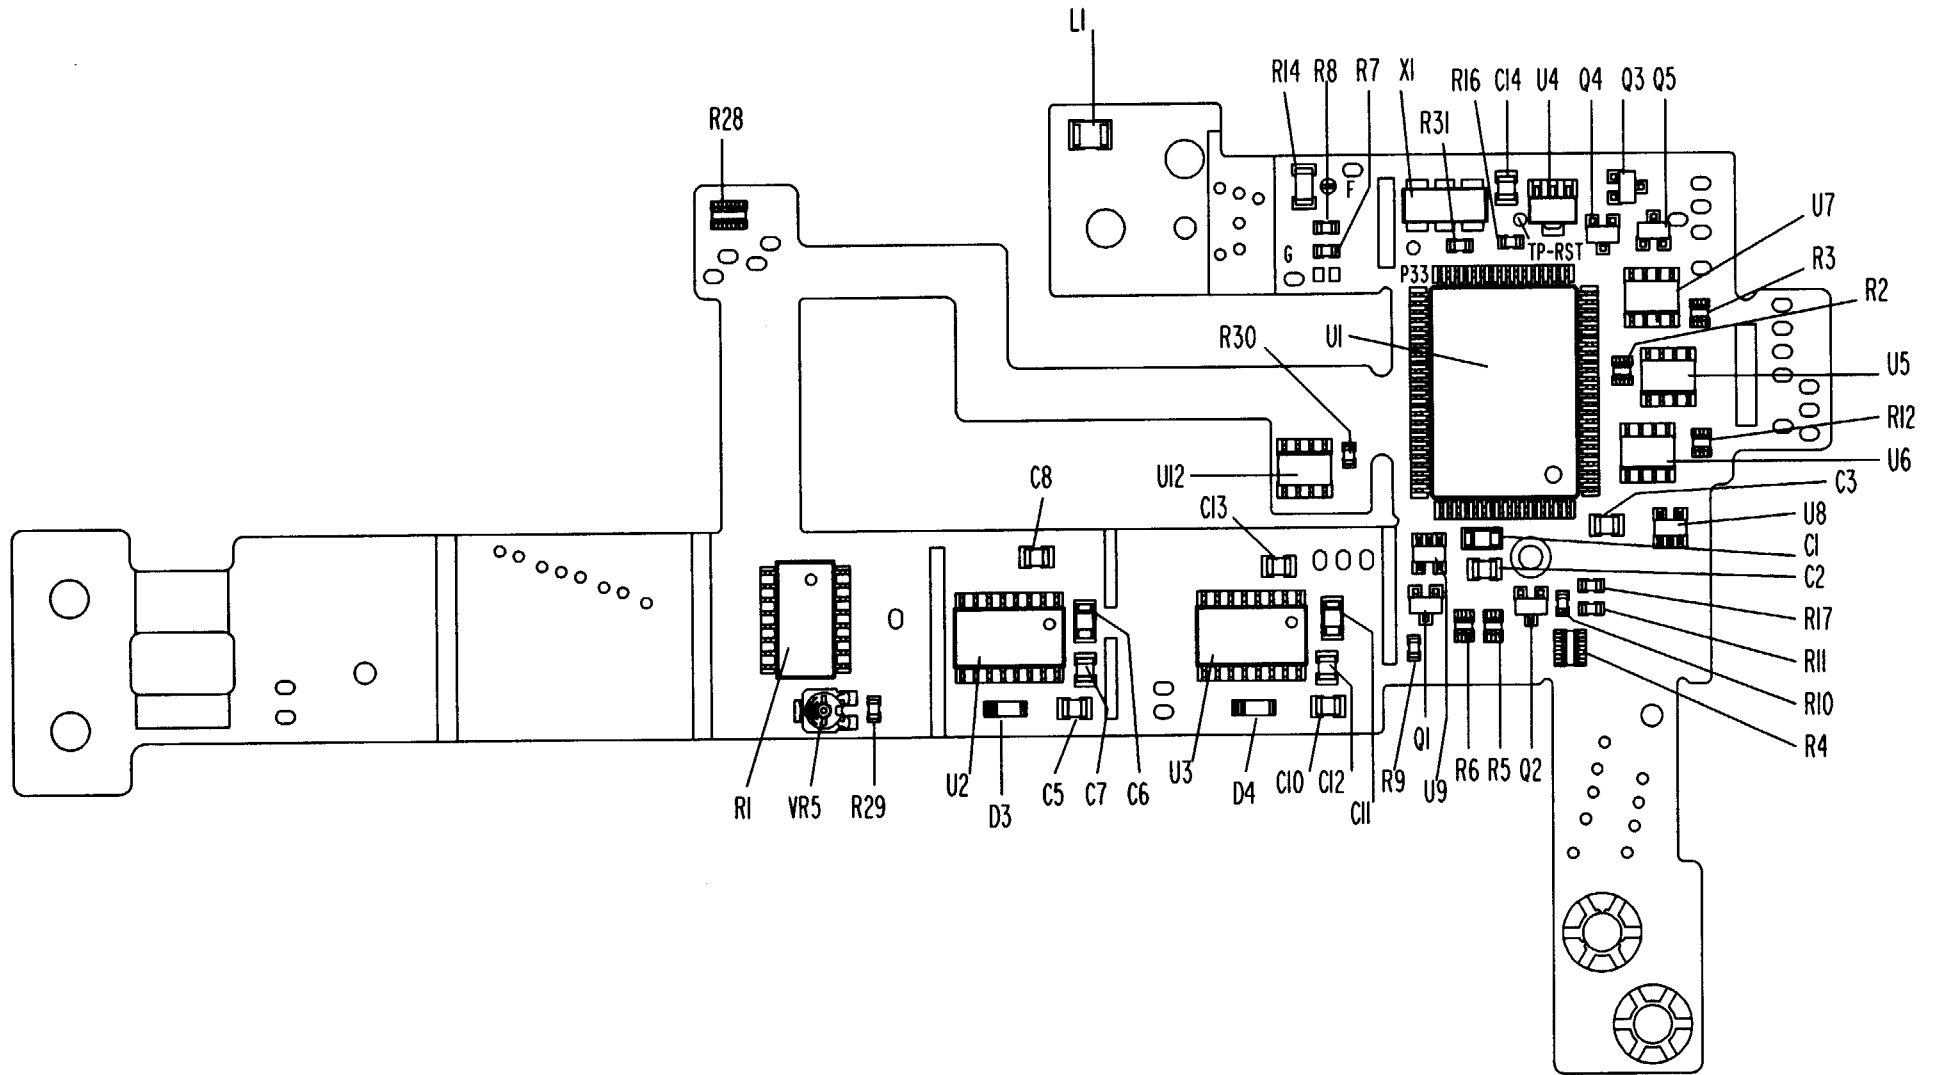 L1
R14 R8 R7 X1 R16 C14 U4 Q4 Q3 Q5
R28
R31
F
U7
G
TP-RST
R3
P33
R2
R30
U1
U5
R12
U12
U6
C8
C3
C13
U8
C1
C2
R17
R11
R10
Q1
R4
U2
U3
R6 R5 Q2
D3
C5 C7 C6
D4
C10 C12
R9
U9
R1 VR5 R29
C11